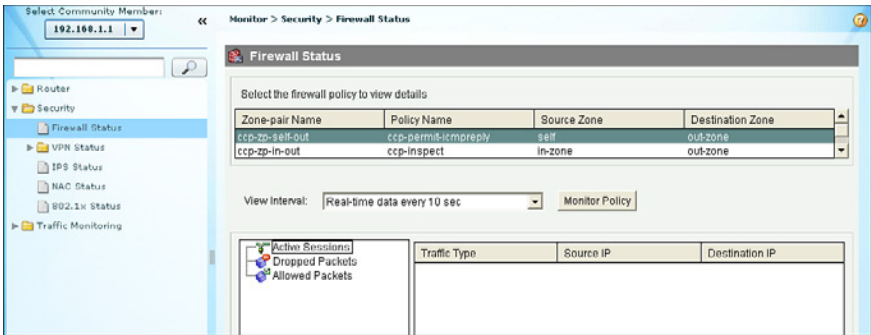 Select Community Member:
192.168.1.1
«
Monitor > Security > Firewall Status
?
Router
Security
Firewall Status
VPN Status
IPS Status
NAC Status
802.1x Status
Traffic Monitoring
Firewall Status
Select the firewall policy to view details
Zone-pair Name Policy Name Source Zone Destination Zone
ccp-zp-self-out ccp-permit-icmpreply self out-zone
ccp-zp-in-out ccp-inspect in-zone out-zone
View Interval: Real-time data every 10 sec Monitor Policy
Active Sessions
Dropped Packets
Allowed Packets
Traffic Type Source IP Destination IP